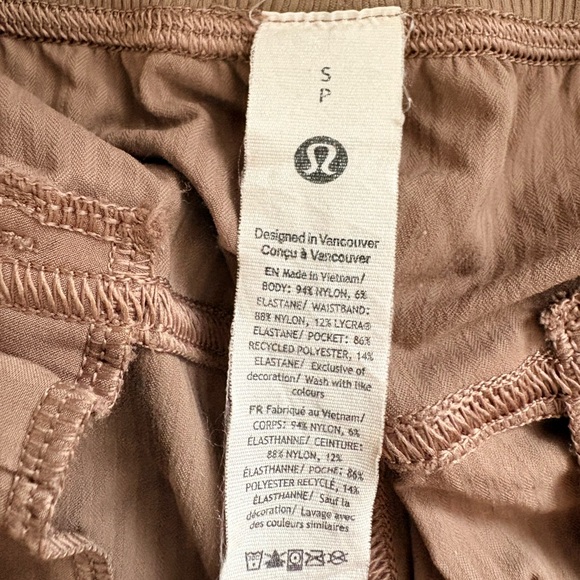 S
P
Designed in Vancouver
Conçu à Vancouver
EN Made in Vietnam/
BODY: 94% NYLON, 6%
ELASTANE/ WAISTBAND:
88% NYLON, 12% LYCRA®
ELASTANE/ POCKET: 86%
RECYCLED POLYESTER, 14%
ELASTANE/ Exclusive of
decoration/ Wash with like
colours
FR Fabriqué au Vietnam/
CORPS: 94% NYLON, 6%
ÉLASTHANNE/ CEINTURE:
88% NYLON, 12%
ÉLASTHANNE/ POCHE: 86%
POLYESTER RECYCLÉ, 14%
ÉLASTHANNE/ Sauf la
décoration/ Lavage avec
des couleurs similaires